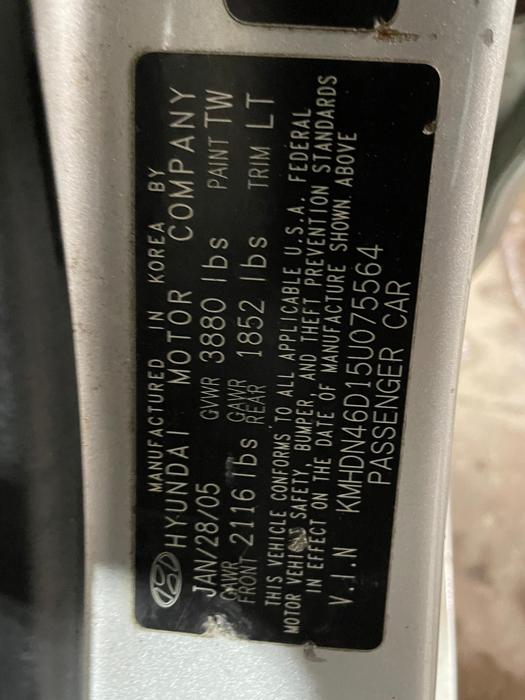 MANUFACTURED IN KOREA BY
HYUNDAI MOTOR COMPANY
JAN/28/05 GVWR 3880 lbs PAINT TW
GAWR FRONT 2116 lbs GAWR REAR 1852 lbs TRIM LT
THIS VEHICLE CONFORMS TO ALL APPLICABLE U.S.A. FEDERAL
MOTOR VEHICLE SAFETY, BUMPER, AND THEFT PREVENTION STANDARDS
IN EFFECT ON THE DATE OF MANUFACTURE SHOWN ABOVE
V.I.N KMHDN46D15U075564
PASSENGER CAR